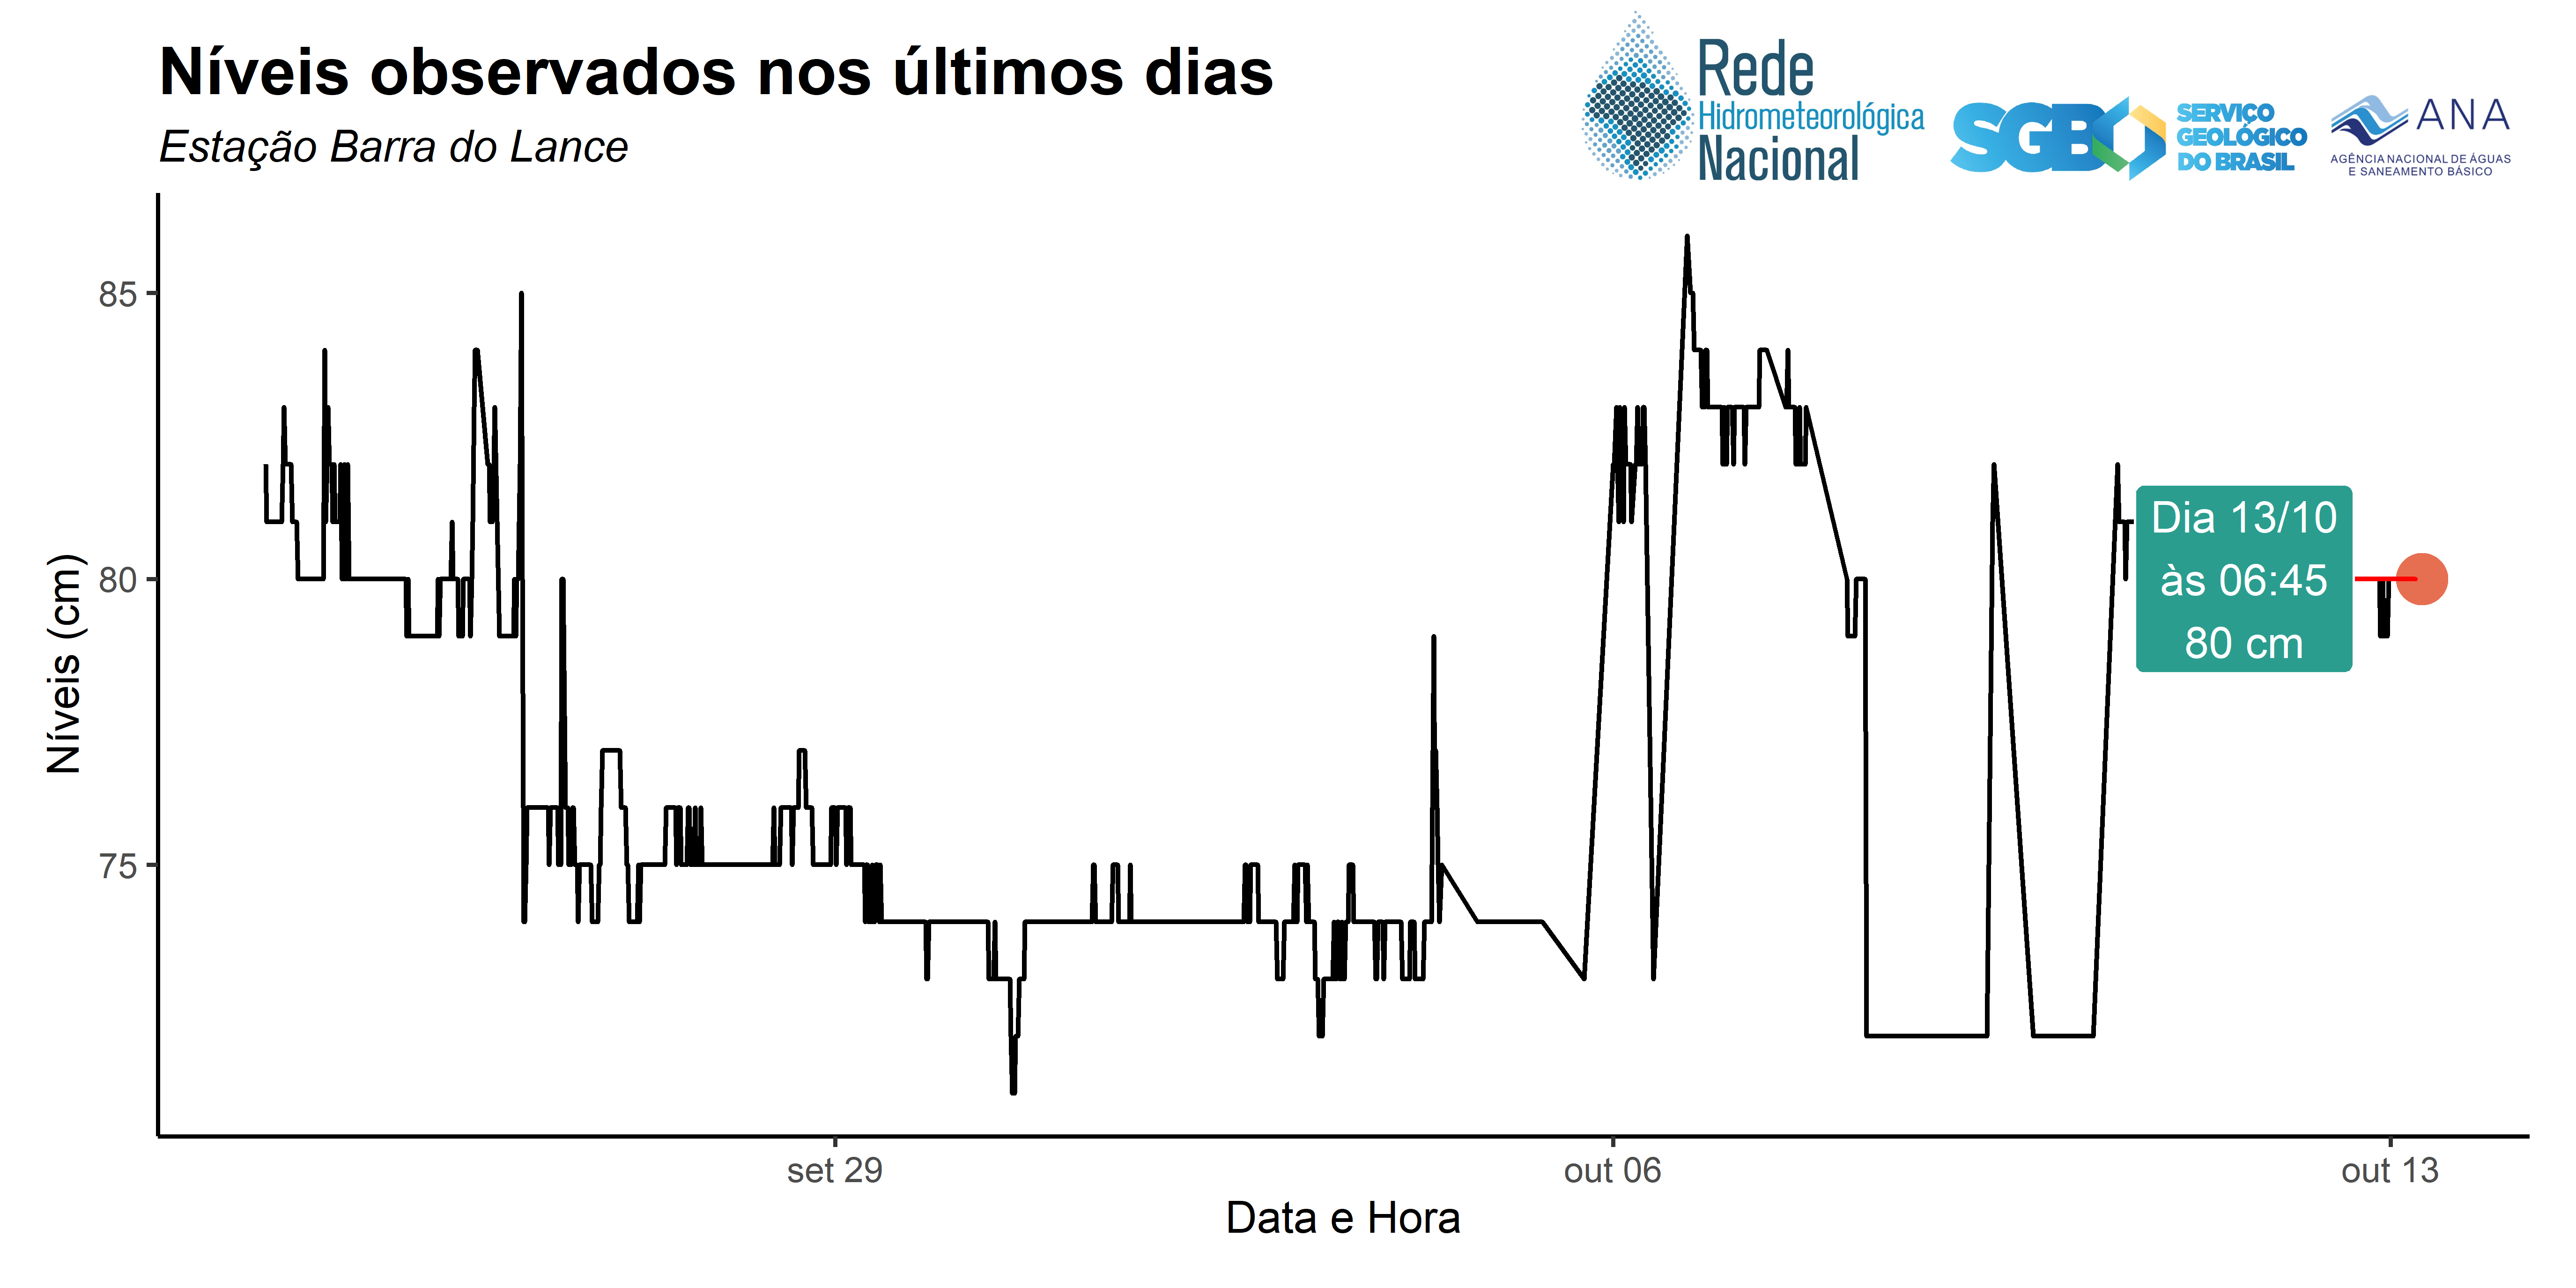 Níveis observados nos últimos dias
Estação Barra do Lance
Rede
Hidrometeorológica
Nacional
SGB
SERVIÇO
GEOLÓGICO
DO BRASIL
ANA
AGÊNCIA NACIONAL DE ÁGUAS
E SANEAMENTO BÁSICO
Níveis (cm)
85
80
75
Dia 13/10
às 06:45
80 cm
set 29
out 06
out 13
Data e Hora